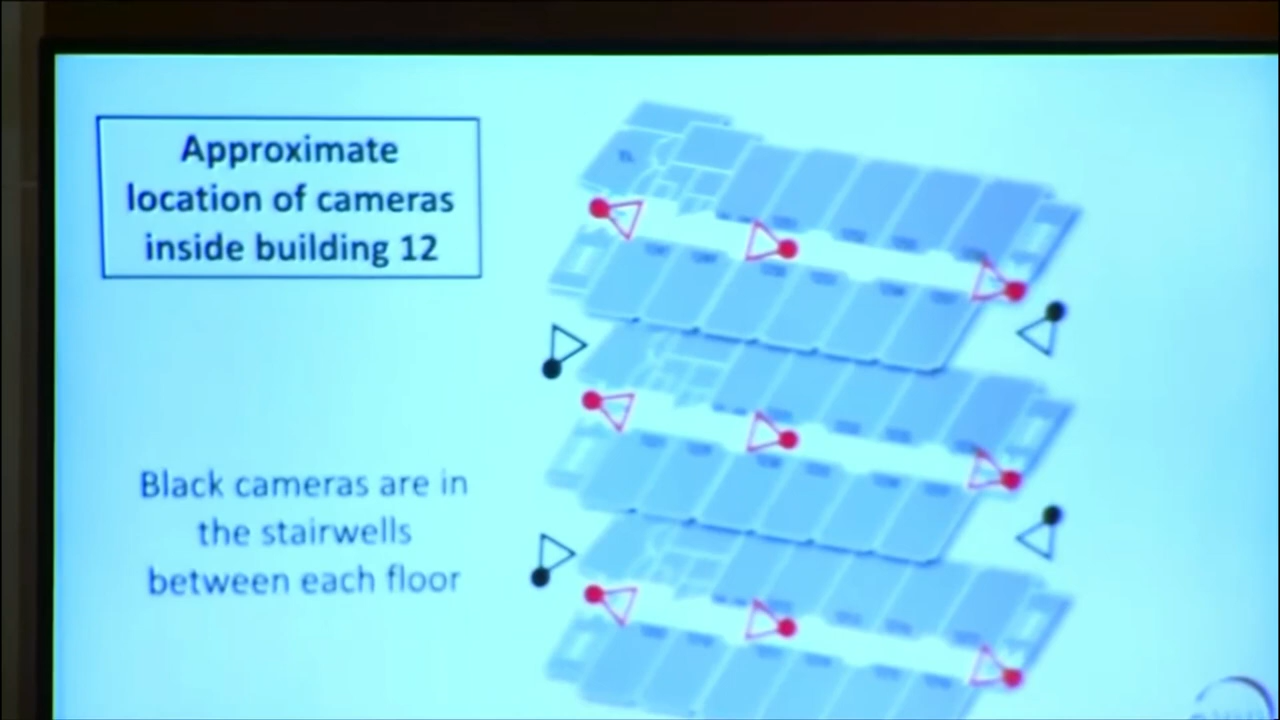 Approximate
location of cameras
inside building 12
Black cameras are in
the stairwells
between each floor